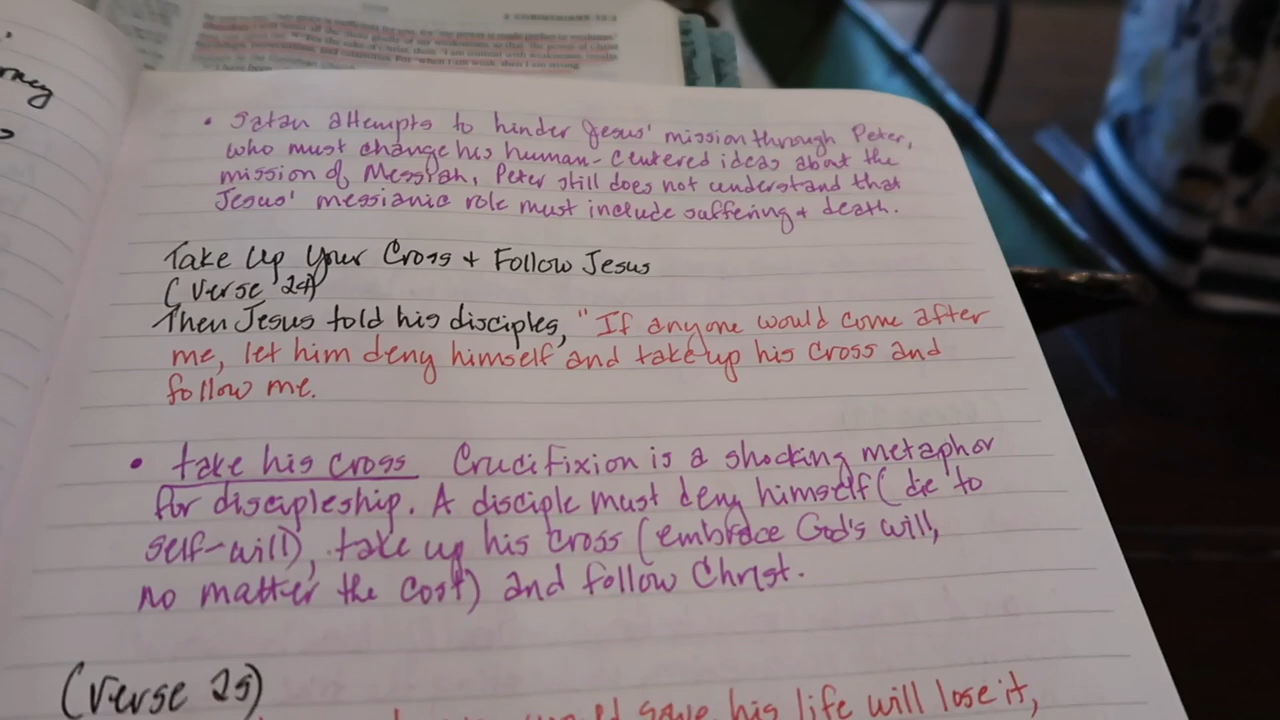 2 CORINTHIANS 12:2
rney
• Satan attempts to hinder Jesus' mission through Peter,
who must change his human-centered ideas about the
mission of Messiah, Peter still does not understand that
Jesus' messianic role must include suffering + death.
Take Up Your Cross + Follow Jesus
(Verse 24)
Then Jesus told his disciples, "If anyone would come after
me, let him deny himself and take up his cross and
follow me.
• take his cross Crucifixion is a shocking metaphor
for discipleship. A disciple must deny himself (die to
self-will), take up his cross (embrace God's will,
no matter the cost) and follow Christ.
(Verse 25)
save his life will lose it,